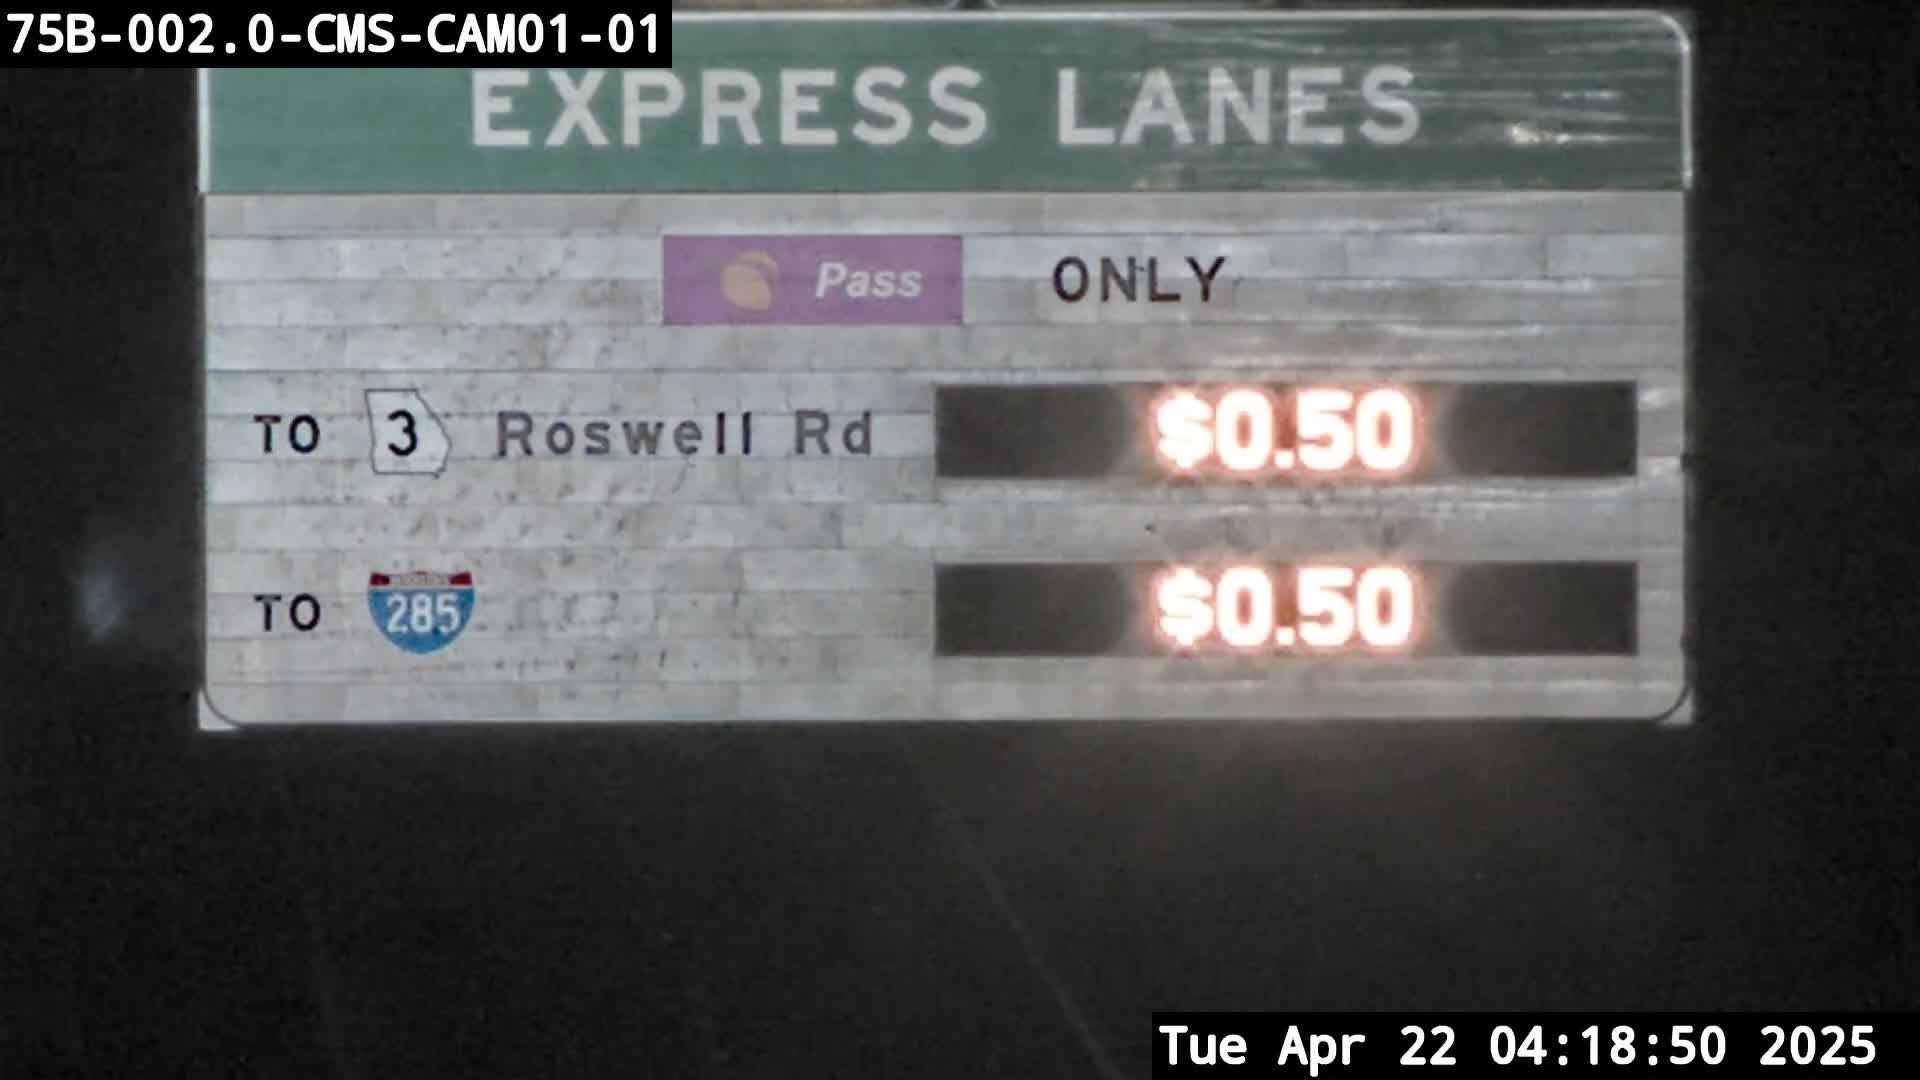 75B-002.0-CMS-CAM01-01
EXPRESS LANES
Pass ONLY
TO 3 Roswell Rd $0.50
TO 285 $0.50
Tue Apr 22 04:18:50 2025